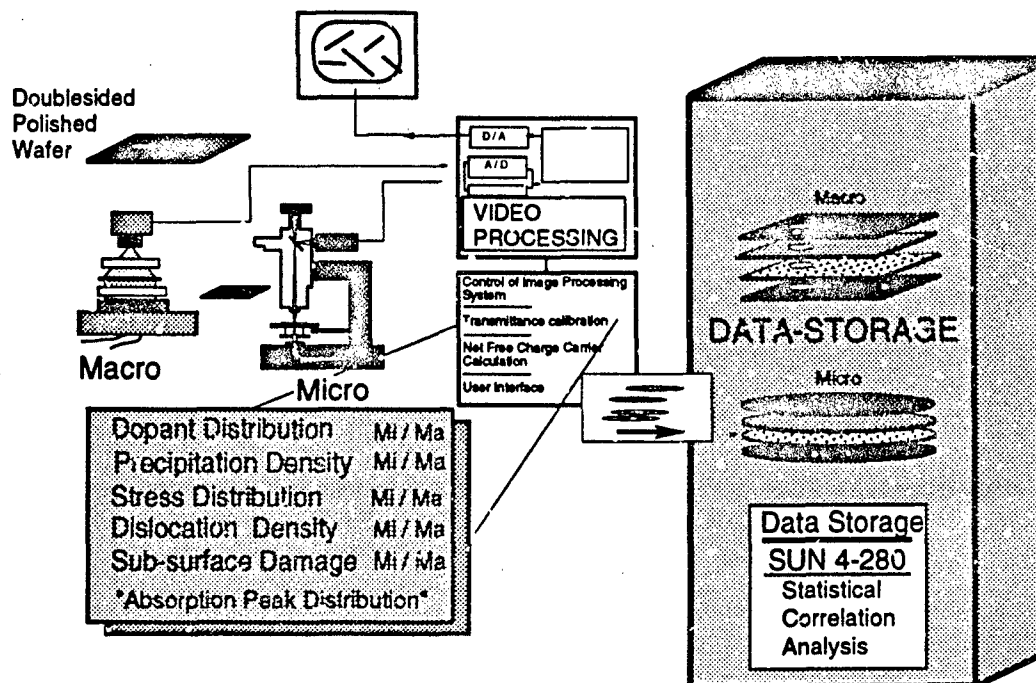 Doublesided
Polished
Wafer
D/A
A/D
VIDEO
PROCESSING
Control of Image Processing
System
Transmittance calibration
Net Free Charge Carrier
Calculation
User Interface
Macro
Micro
Dopant Distribution Mi / Ma
Precipitation Density Mi / Ma
Stress Distribution Mi / Ma
Dislocation Density Mi / Ma
Sub-surface Damage Mi / Ma
"Absorption Peak Distribution"
Macro
DATA-STORAGE
Micro
Data Storage
SUN 4-280
Statistical
Correlation
Analysis